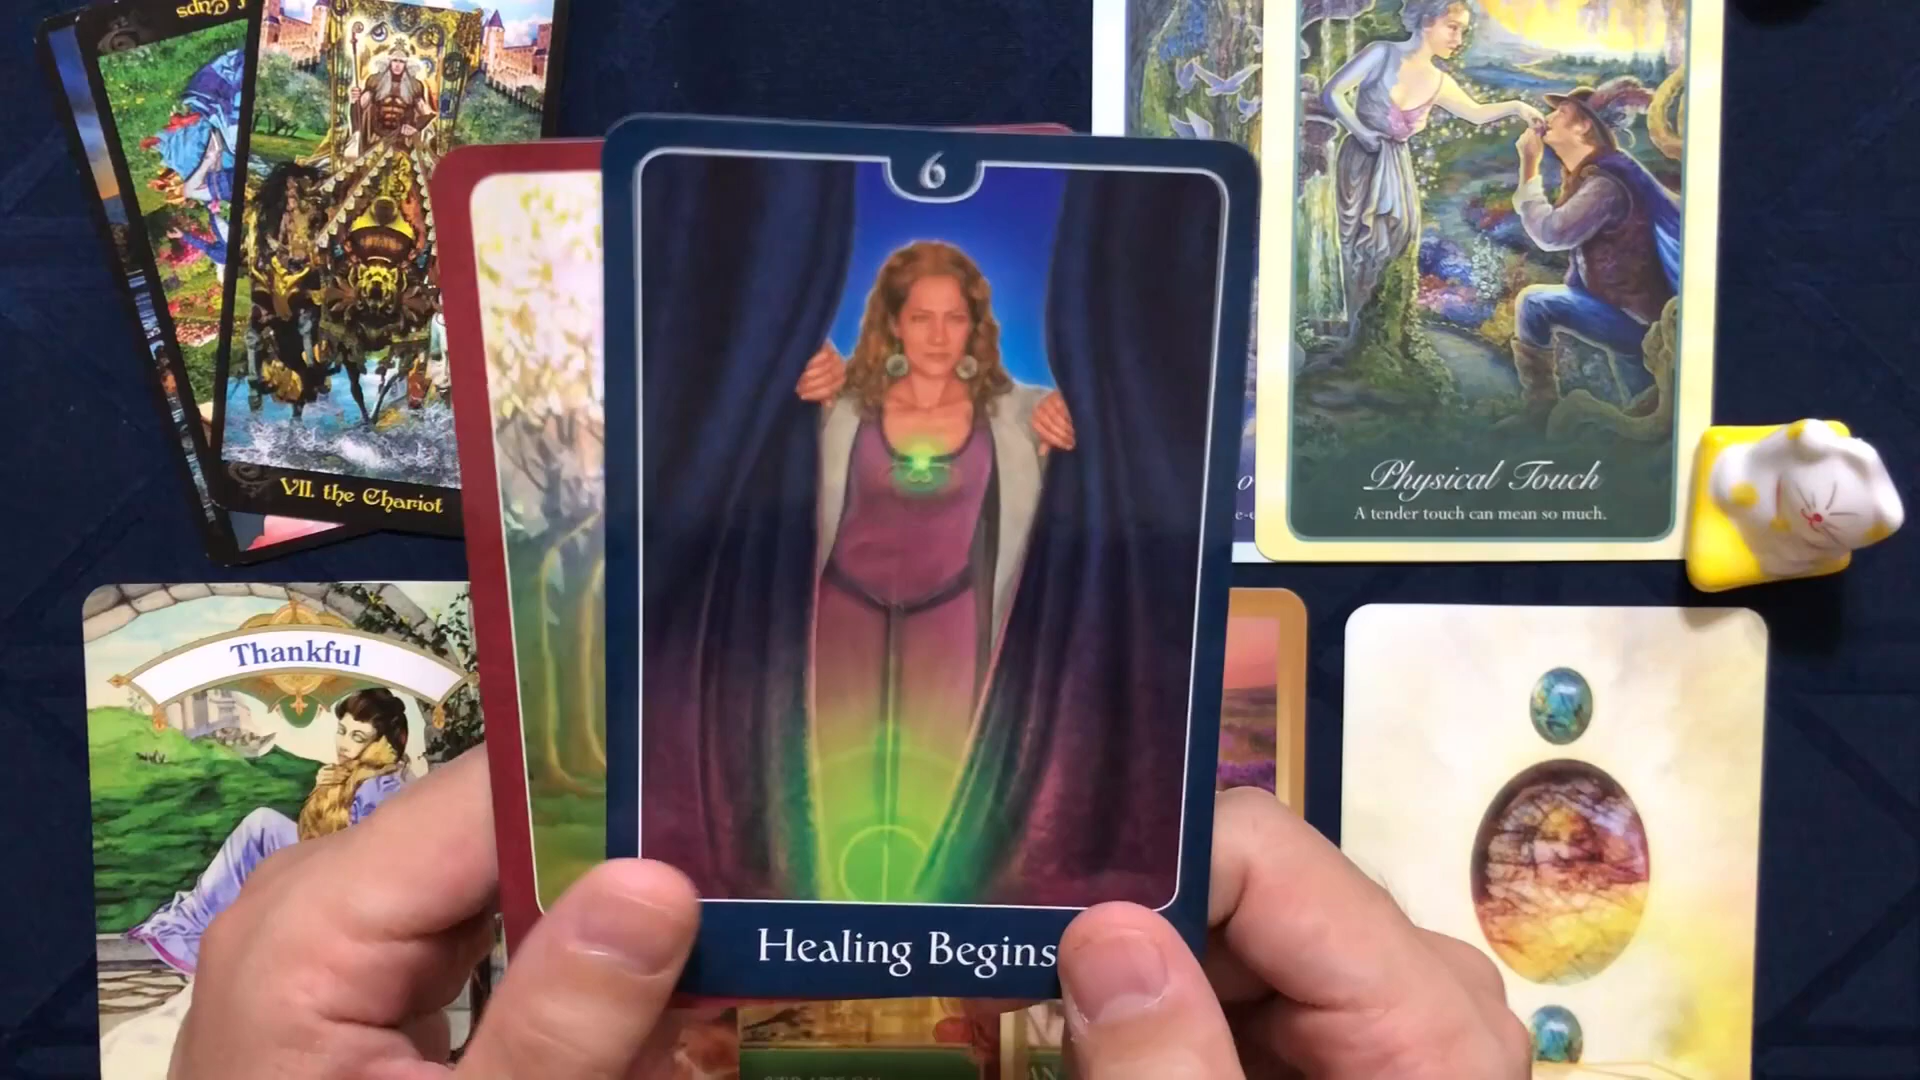 Cups
VII. the Chariot
6
Physical Touch
A tender touch can mean so much.
Thankful
Healing Begins